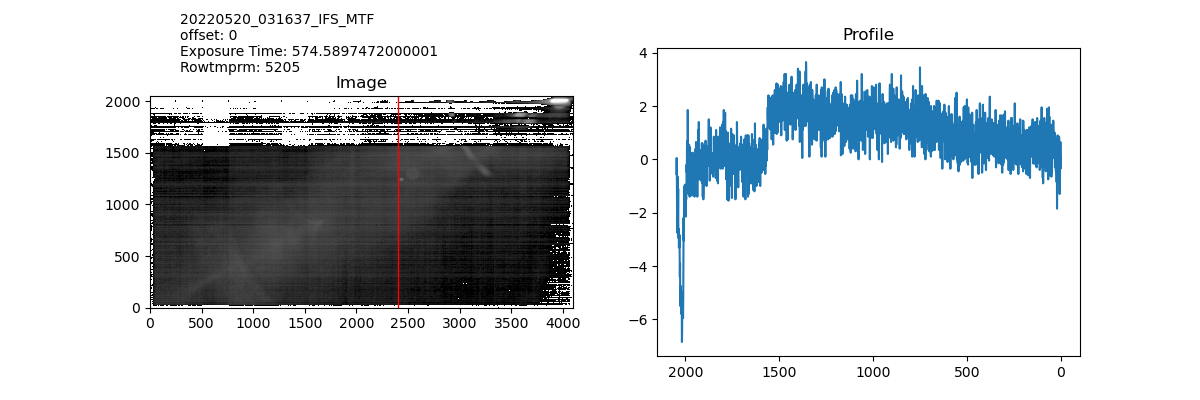 20220520_031637_IFS_MTF
offset: 0
Exposure Time: 574.5897472000001
Rowtmprm: 5205
Image
2000
1500
1000
500
0
0 500 1000 1500 2000 2500 3000 3500 4000
Profile
4
2
0
−2
−4
−6
2000 1500 1000 500 0